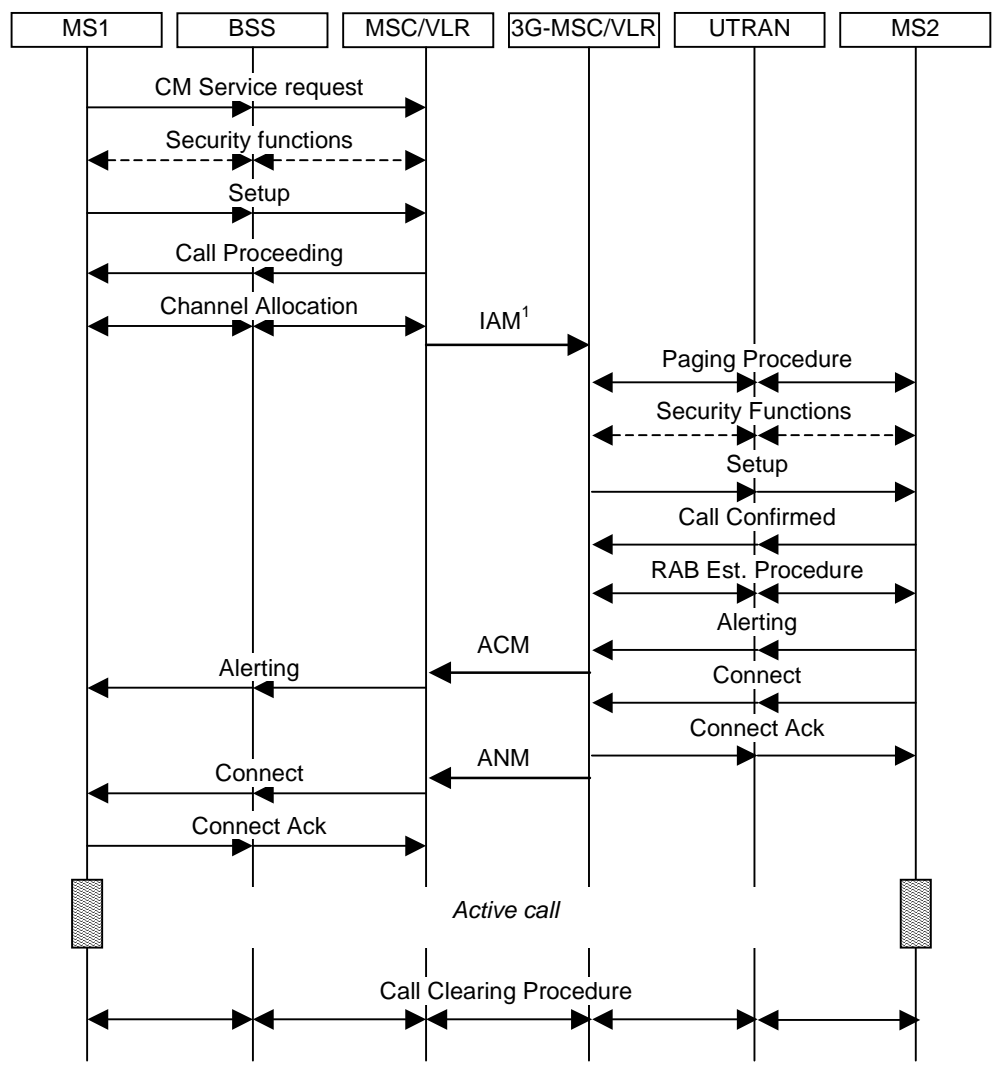 MS1 BSS MSC/VLR 3G-MSC/VLR UTRAN MS2
CM Service request
Security functions
Setup
Call Proceeding
Channel Allocation
IAM1
Paging Procedure
Security Functions
Setup
Call Confirmed
RAB Est. Procedure
Alerting
ACM
Alerting
Connect
Connect Ack
ANM
Connect
Connect Ack
Active call
Call Clearing Procedure